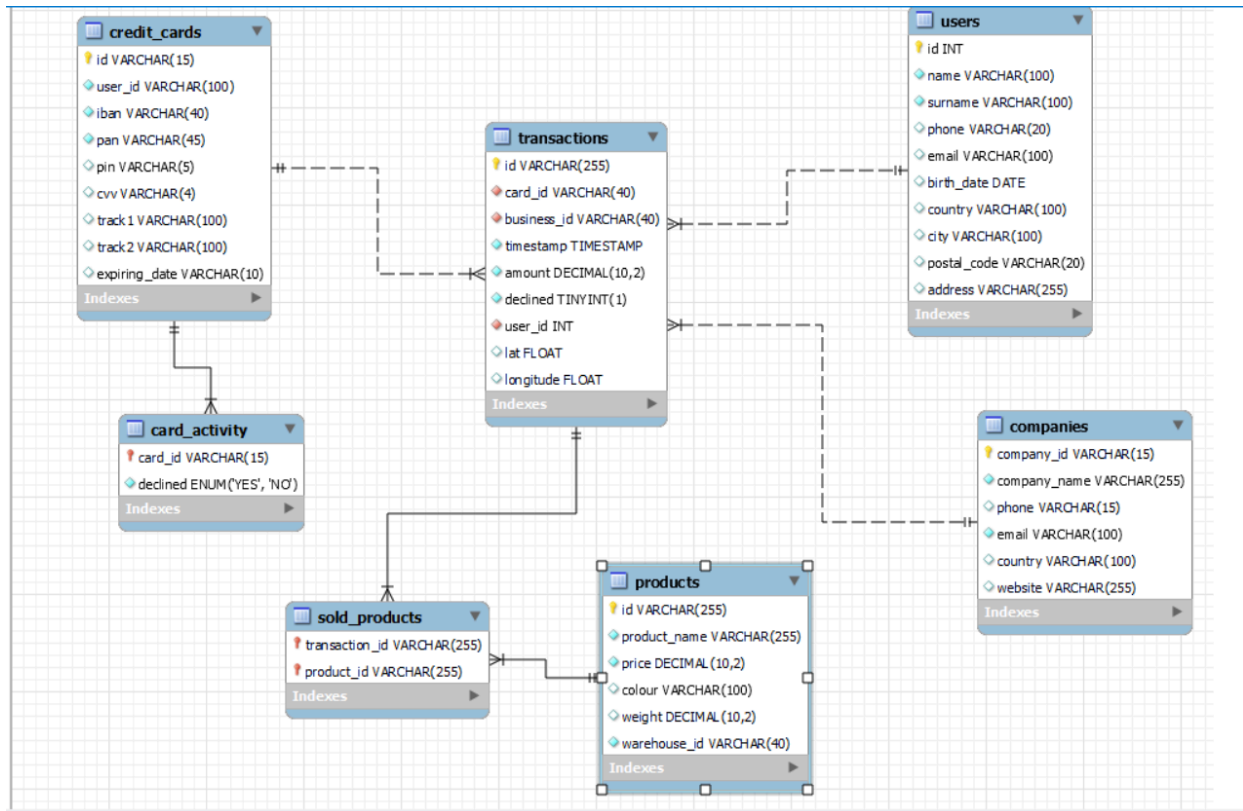 credit_cards
id VARCHAR(15)
user_id VARCHAR(100)
iban VARCHAR(40)
pan VARCHAR(45)
pin VARCHAR(5)
cvv VARCHAR(4)
track1 VARCHAR(100)
track2 VARCHAR(100)
expiring_date VARCHAR(10)
Indexes
users
id INT
name VARCHAR(100)
surname VARCHAR(100)
phone VARCHAR(20)
email VARCHAR(100)
birth_date DATE
country VARCHAR(100)
city VARCHAR(100)
postal_code VARCHAR(20)
address VARCHAR(255)
Indexes
transactions
id VARCHAR(255)
card_id VARCHAR(40)
business_id VARCHAR(40)
timestamp TIMESTAMP
amount DECIMAL(10,2)
declined TINYINT(1)
user_id INT
lat FLOAT
longitude FLOAT
Indexes
card_activity
card_id VARCHAR(15)
declined ENUM('YES', 'NO')
Indexes
companies
company_id VARCHAR(15)
company_name VARCHAR(255)
phone VARCHAR(15)
email VARCHAR(100)
country VARCHAR(100)
website VARCHAR(255)
Indexes
sold_products
transaction_id VARCHAR(255)
product_id VARCHAR(255)
Indexes
products
id VARCHAR(255)
product_name VARCHAR(255)
price DECIMAL(10,2)
colour VARCHAR(100)
weight DECIMAL(10,2)
warehouse_id VARCHAR(40)
Indexes